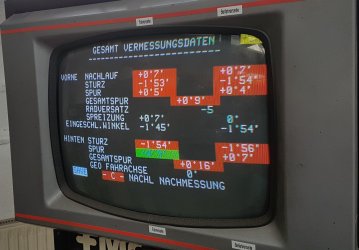 GESAMT VERMESSUNGSDATEN
VORNE NACHLAUF +0°7' +0°7'
STURZ -1°53' -1°54'
SPUR +0°5' +0°4'
GESAMTSPUR +0°9'
RADVERSATZ -5
SPREIZUNG +0°2' 0°
EINGESCHL.WINKEL -1°45' -1°54'
HINTEN STURZ -1°54' -1°56'
SPUR +0°7'
GESAMTSPUR +0°16'
GEO FAHRACHSE 0°
- C - NACHL NACHMESSUNG